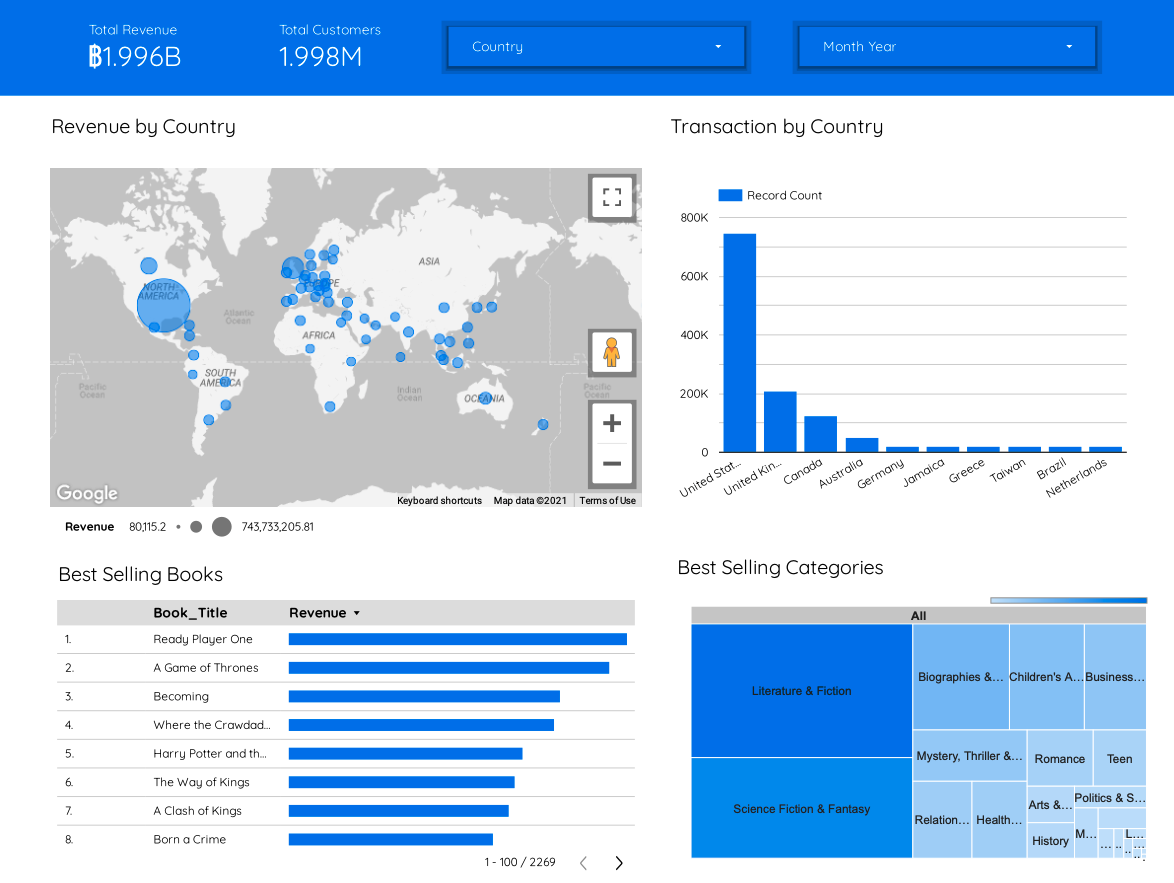 Total Revenue
฿1.996B
Total Customers
1.998M
Country
Month Year
Revenue by Country
NORTH AMERICA
Atlantic Ocean
ASIA
AFRICA
SOUTH AMERICA
Pacific Ocean
Indian Ocean
OCEANIA
Pacific Ocean
Google
Keyboard shortcuts
Map data ©2021
Terms of Use
Revenue 80,115.2 743,733,205.81
Transaction by Country
Record Count
800K
600K
400K
200K
0
United Stat…
United Kin…
Canada
Australia
Germany
Jamaica
Greece
Taiwan
Brazil
Netherlands
Best Selling Books
Book_Title Revenue
1. Ready Player One
2. A Game of Thrones
3. Becoming
4. Where the Crawdad…
5. Harry Potter and th…
6. The Way of Kings
7. A Clash of Kings
8. Born a Crime
1 - 100 / 2269
Best Selling Categories
All
Literature & Fiction
Science Fiction & Fantasy
Biographies &…
Children's A…
Business…
Mystery, Thriller &…
Romance
Teen
Relation…
Health…
Arts &…
Politics & S…
History
M…
L…